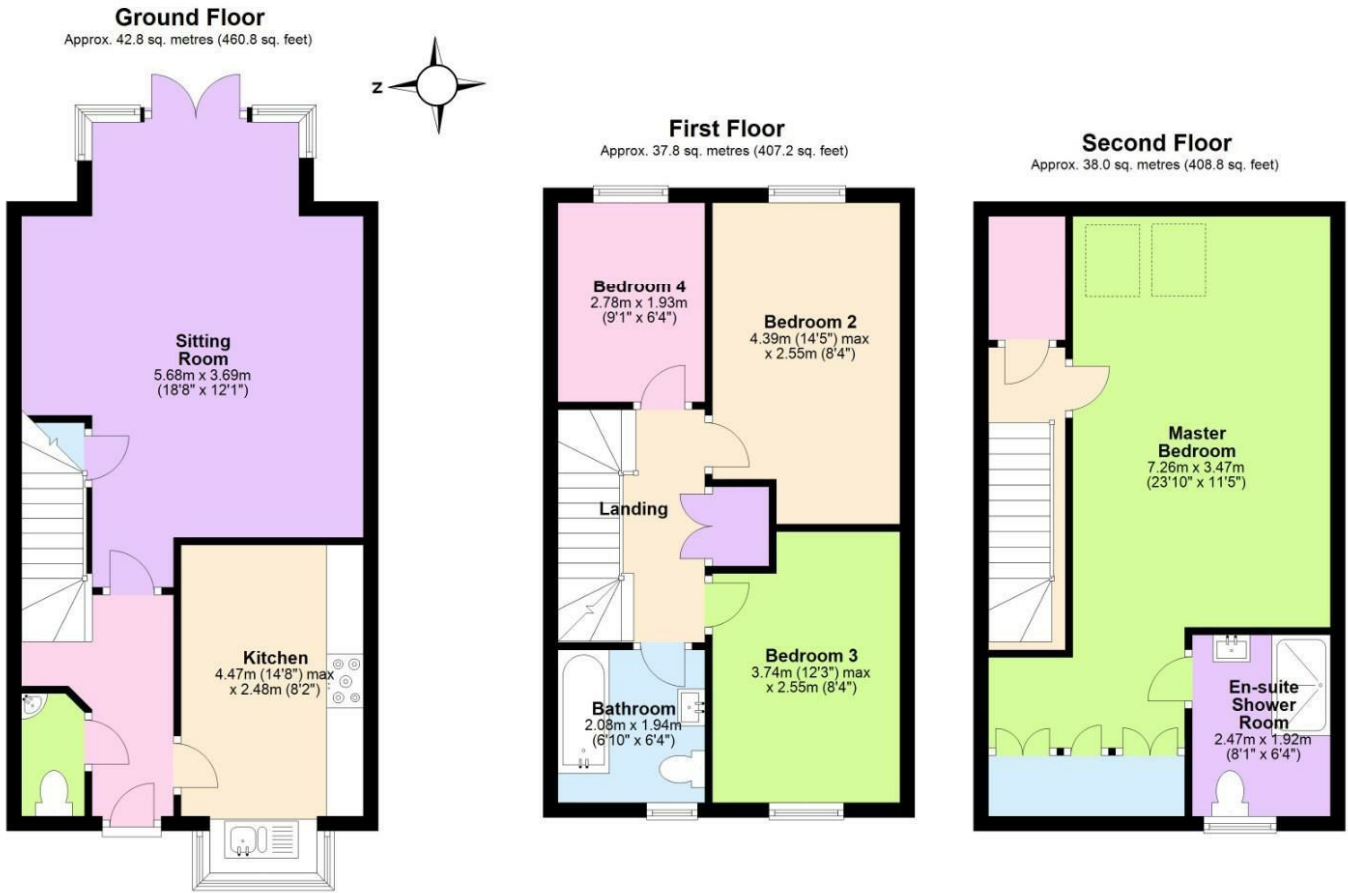 Ground Floor
Approx. 42.8 sq. metres (460.8 sq. feet)
Z
Sitting
Room
5.68m x 3.69m
(18'8" x 12'1")
Kitchen
4.47m (14'8") max
x 2.48m (8'2")
First Floor
Approx. 37.8 sq. metres (407.2 sq. feet)
Bedroom 4
2.78m x 1.93m
(9'1" x 6'4")
Bedroom 2
4.39m (14'5") max
x 2.55m (8'4")
Landing
Bedroom 3
3.74m (12'3") max
x 2.55m (8'4")
Bathroom
2.08m x 1.94m
(6'10" x 6'4")
Second Floor
Approx. 38.0 sq. metres (408.8 sq. feet)
Master
Bedroom
7.26m x 3.47m
(23'10" x 11'5")
En-suite
Shower
Room
2.47m x 1.92m
(8'1" x 6'4")